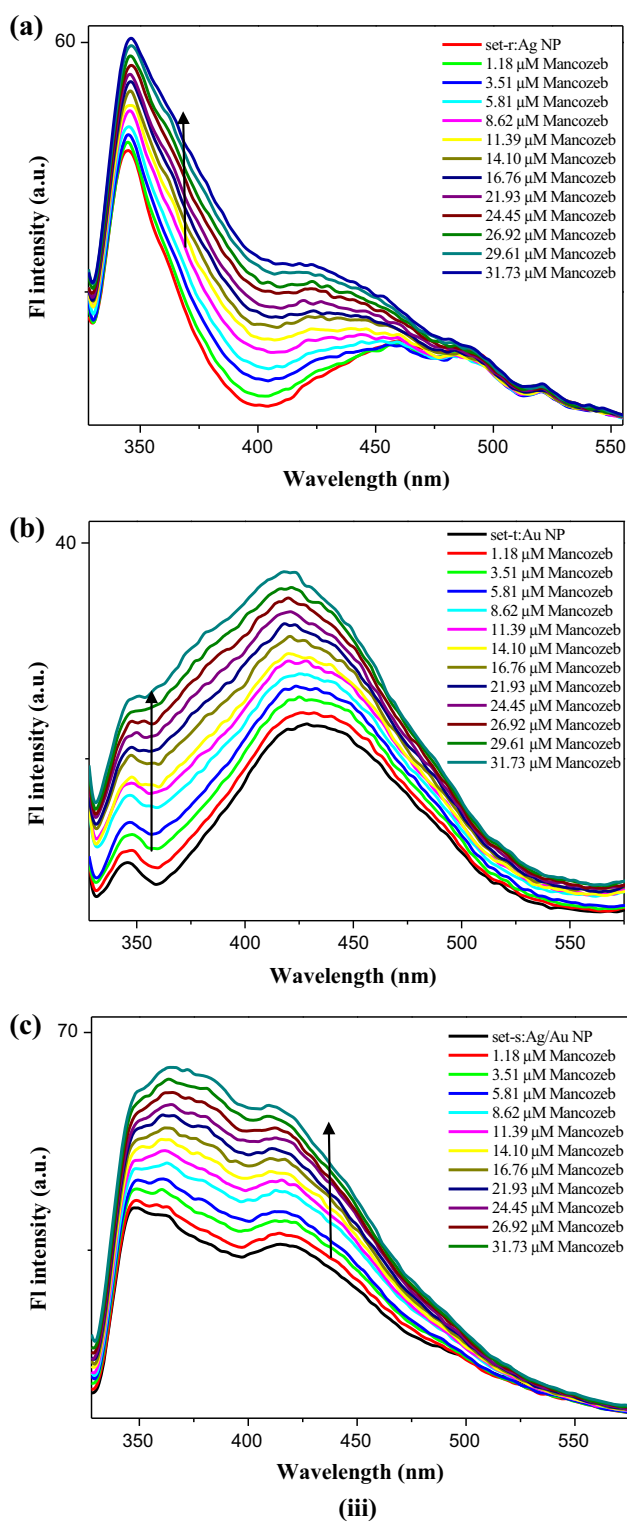 (a)
60
set-r:Ag NP
1.18 µM Mancozeb
3.51 µM Mancozeb
5.81 µM Mancozeb
8.62 µM Mancozeb
11.39 µM Mancozeb
14.10 µM Mancozeb
16.76 µM Mancozeb
21.93 µM Mancozeb
24.45 µM Mancozeb
26.92 µM Mancozeb
29.61 µM Mancozeb
31.73 µM Mancozeb
Fl intensity (a.u.)
350 400 450 500 550
Wavelength (nm)
(b)
40
set-t:Au NP
1.18 µM Mancozeb
3.51 µM Mancozeb
5.81 µM Mancozeb
8.62 µM Mancozeb
11.39 µM Mancozeb
14.10 µM Mancozeb
16.76 µM Mancozeb
21.93 µM Mancozeb
24.45 µM Mancozeb
26.92 µM Mancozeb
29.61 µM Mancozeb
31.73 µM Mancozeb
Fl intensity (a.u.)
350 400 450 500 550
Wavelength (nm)
(c)
70
set-s:Ag/Au NP
1.18 µM Mancozeb
3.51 µM Mancozeb
5.81 µM Mancozeb
8.62 µM Mancozeb
11.39 µM Mancozeb
14.10 µM Mancozeb
16.76 µM Mancozeb
21.93 µM Mancozeb
24.45 µM Mancozeb
26.92 µM Mancozeb
31.73 µM Mancozeb
Fl intensity (a.u.)
350 400 450 500 550
Wavelength (nm)
(iii)